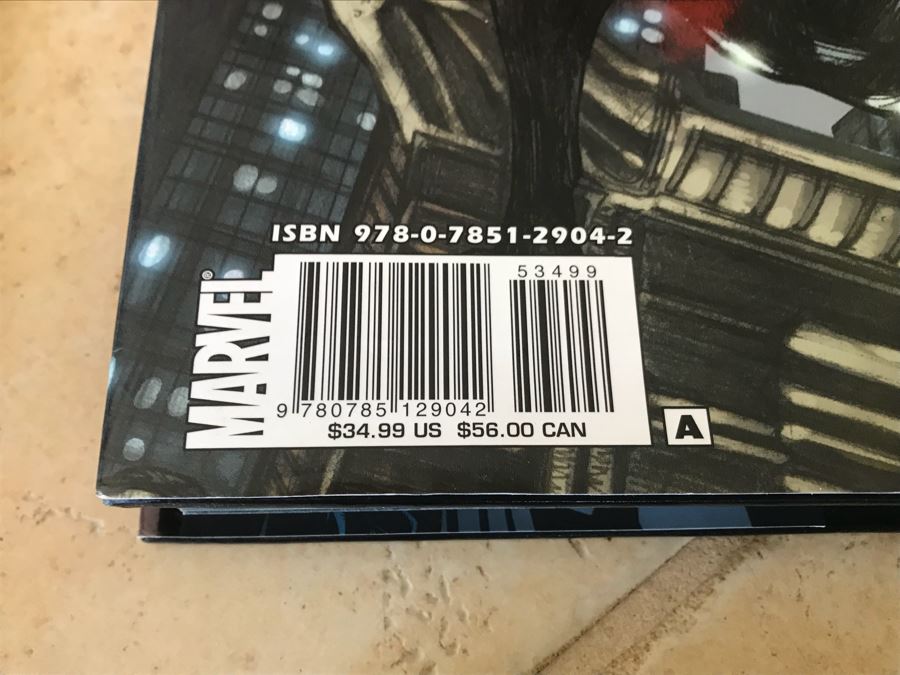 ISBN 978-0-7851-2904-2
MARVEL®
53499
9 780785 129042
$34.99 US $56.00 CAN
A